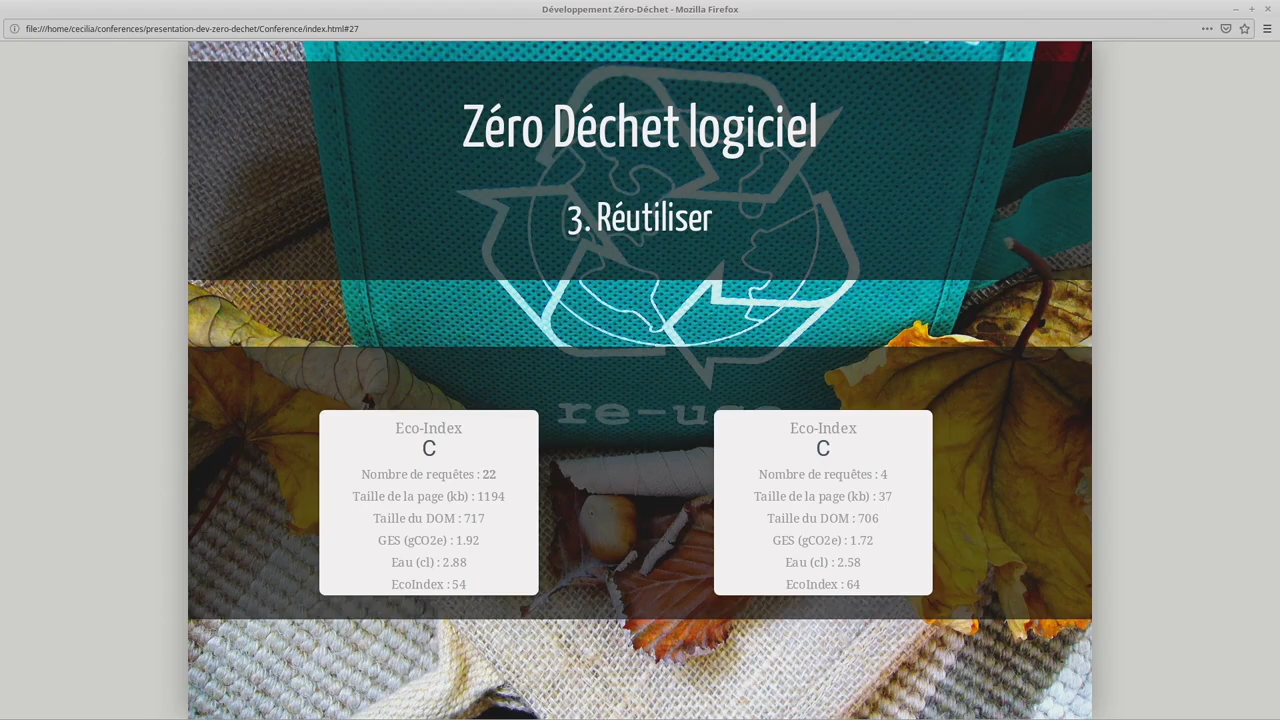 Développement Zéro-Déchet - Mozilla Firefox
file:///home/cecilia/conferences/presentation-dev-zero-dechet/Conference/index.html#27
Zéro Déchet logiciel
3. Réutiliser
re-use
Eco-Index
C
Nombre de requêtes : 22
Taille de la page (kb) : 1194
Taille du DOM : 717
GES (gCO2e) : 1.92
Eau (cl) : 2.88
EcoIndex : 54
Eco-Index
C
Nombre de requêtes : 4
Taille de la page (kb) : 37
Taille du DOM : 706
GES (gCO2e) : 1.72
Eau (cl) : 2.58
EcoIndex : 64